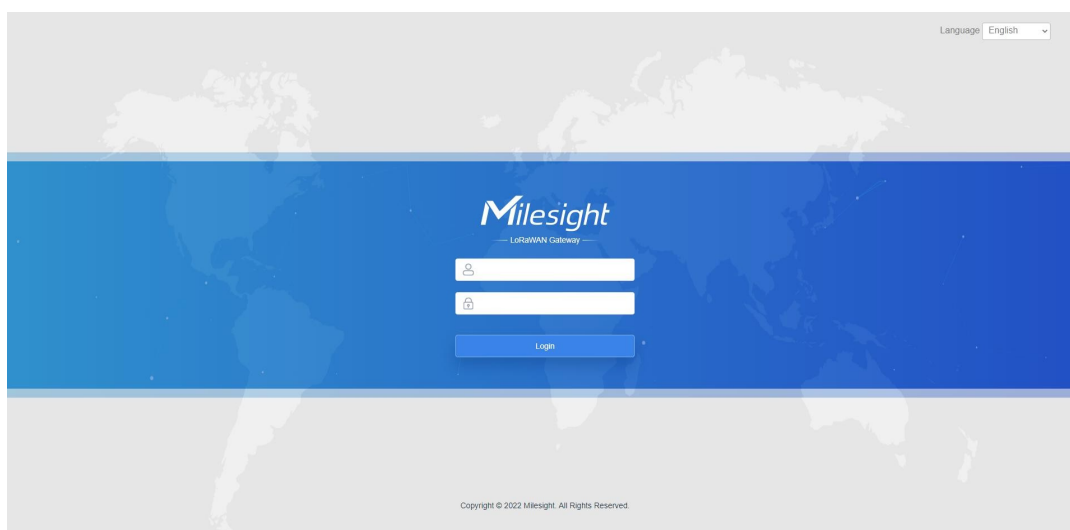 Language English
Milesight
LoRaWAN Gateway
Login
Copyright © 2022 Milesight. All Rights Reserved.